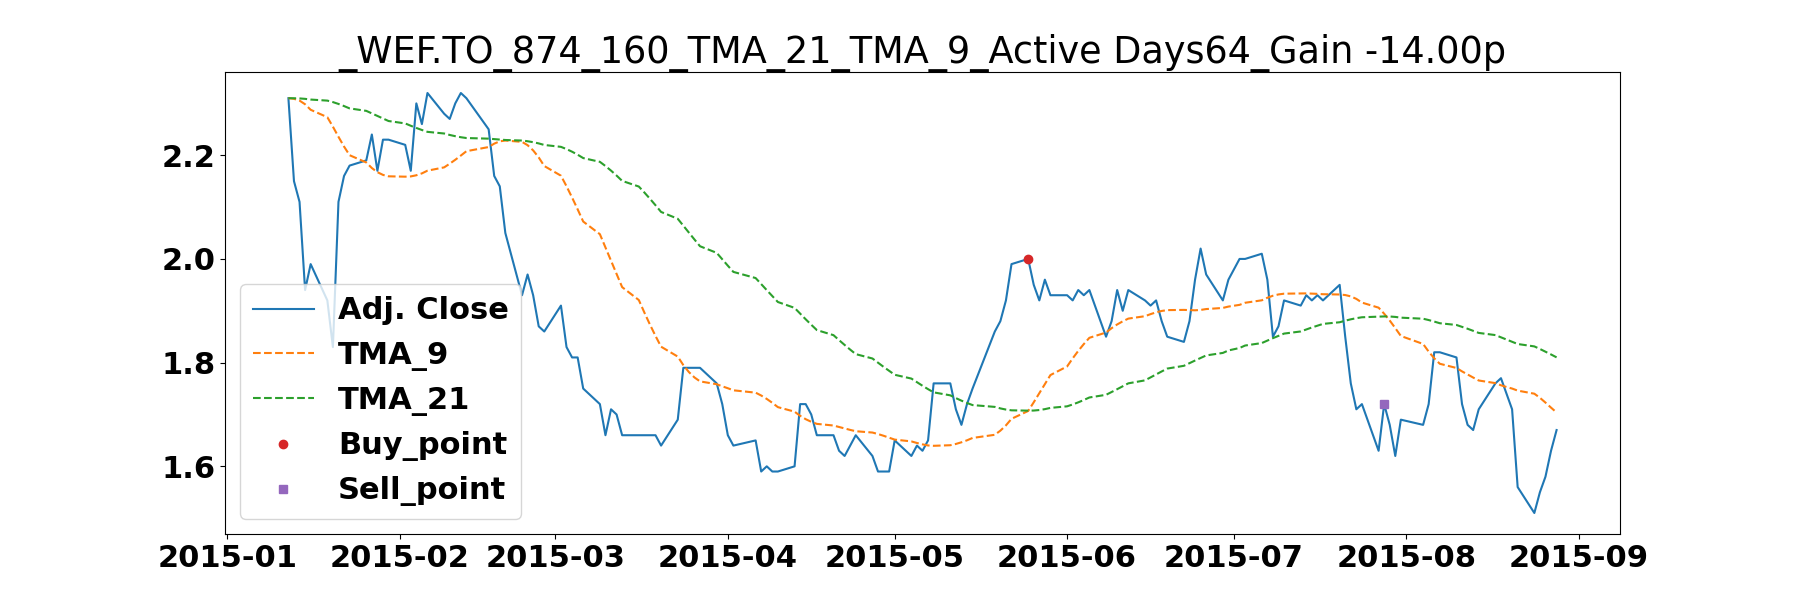 _WEF.TO_874_160_TMA_21_TMA_9_Active Days64_Gain -14.00p
2.2
2.0
1.8
1.6
Adj. Close
TMA_9
TMA_21
Buy_point
Sell_point
2015-01 2015-02 2015-03 2015-04 2015-05 2015-06 2015-07 2015-08 2015-09